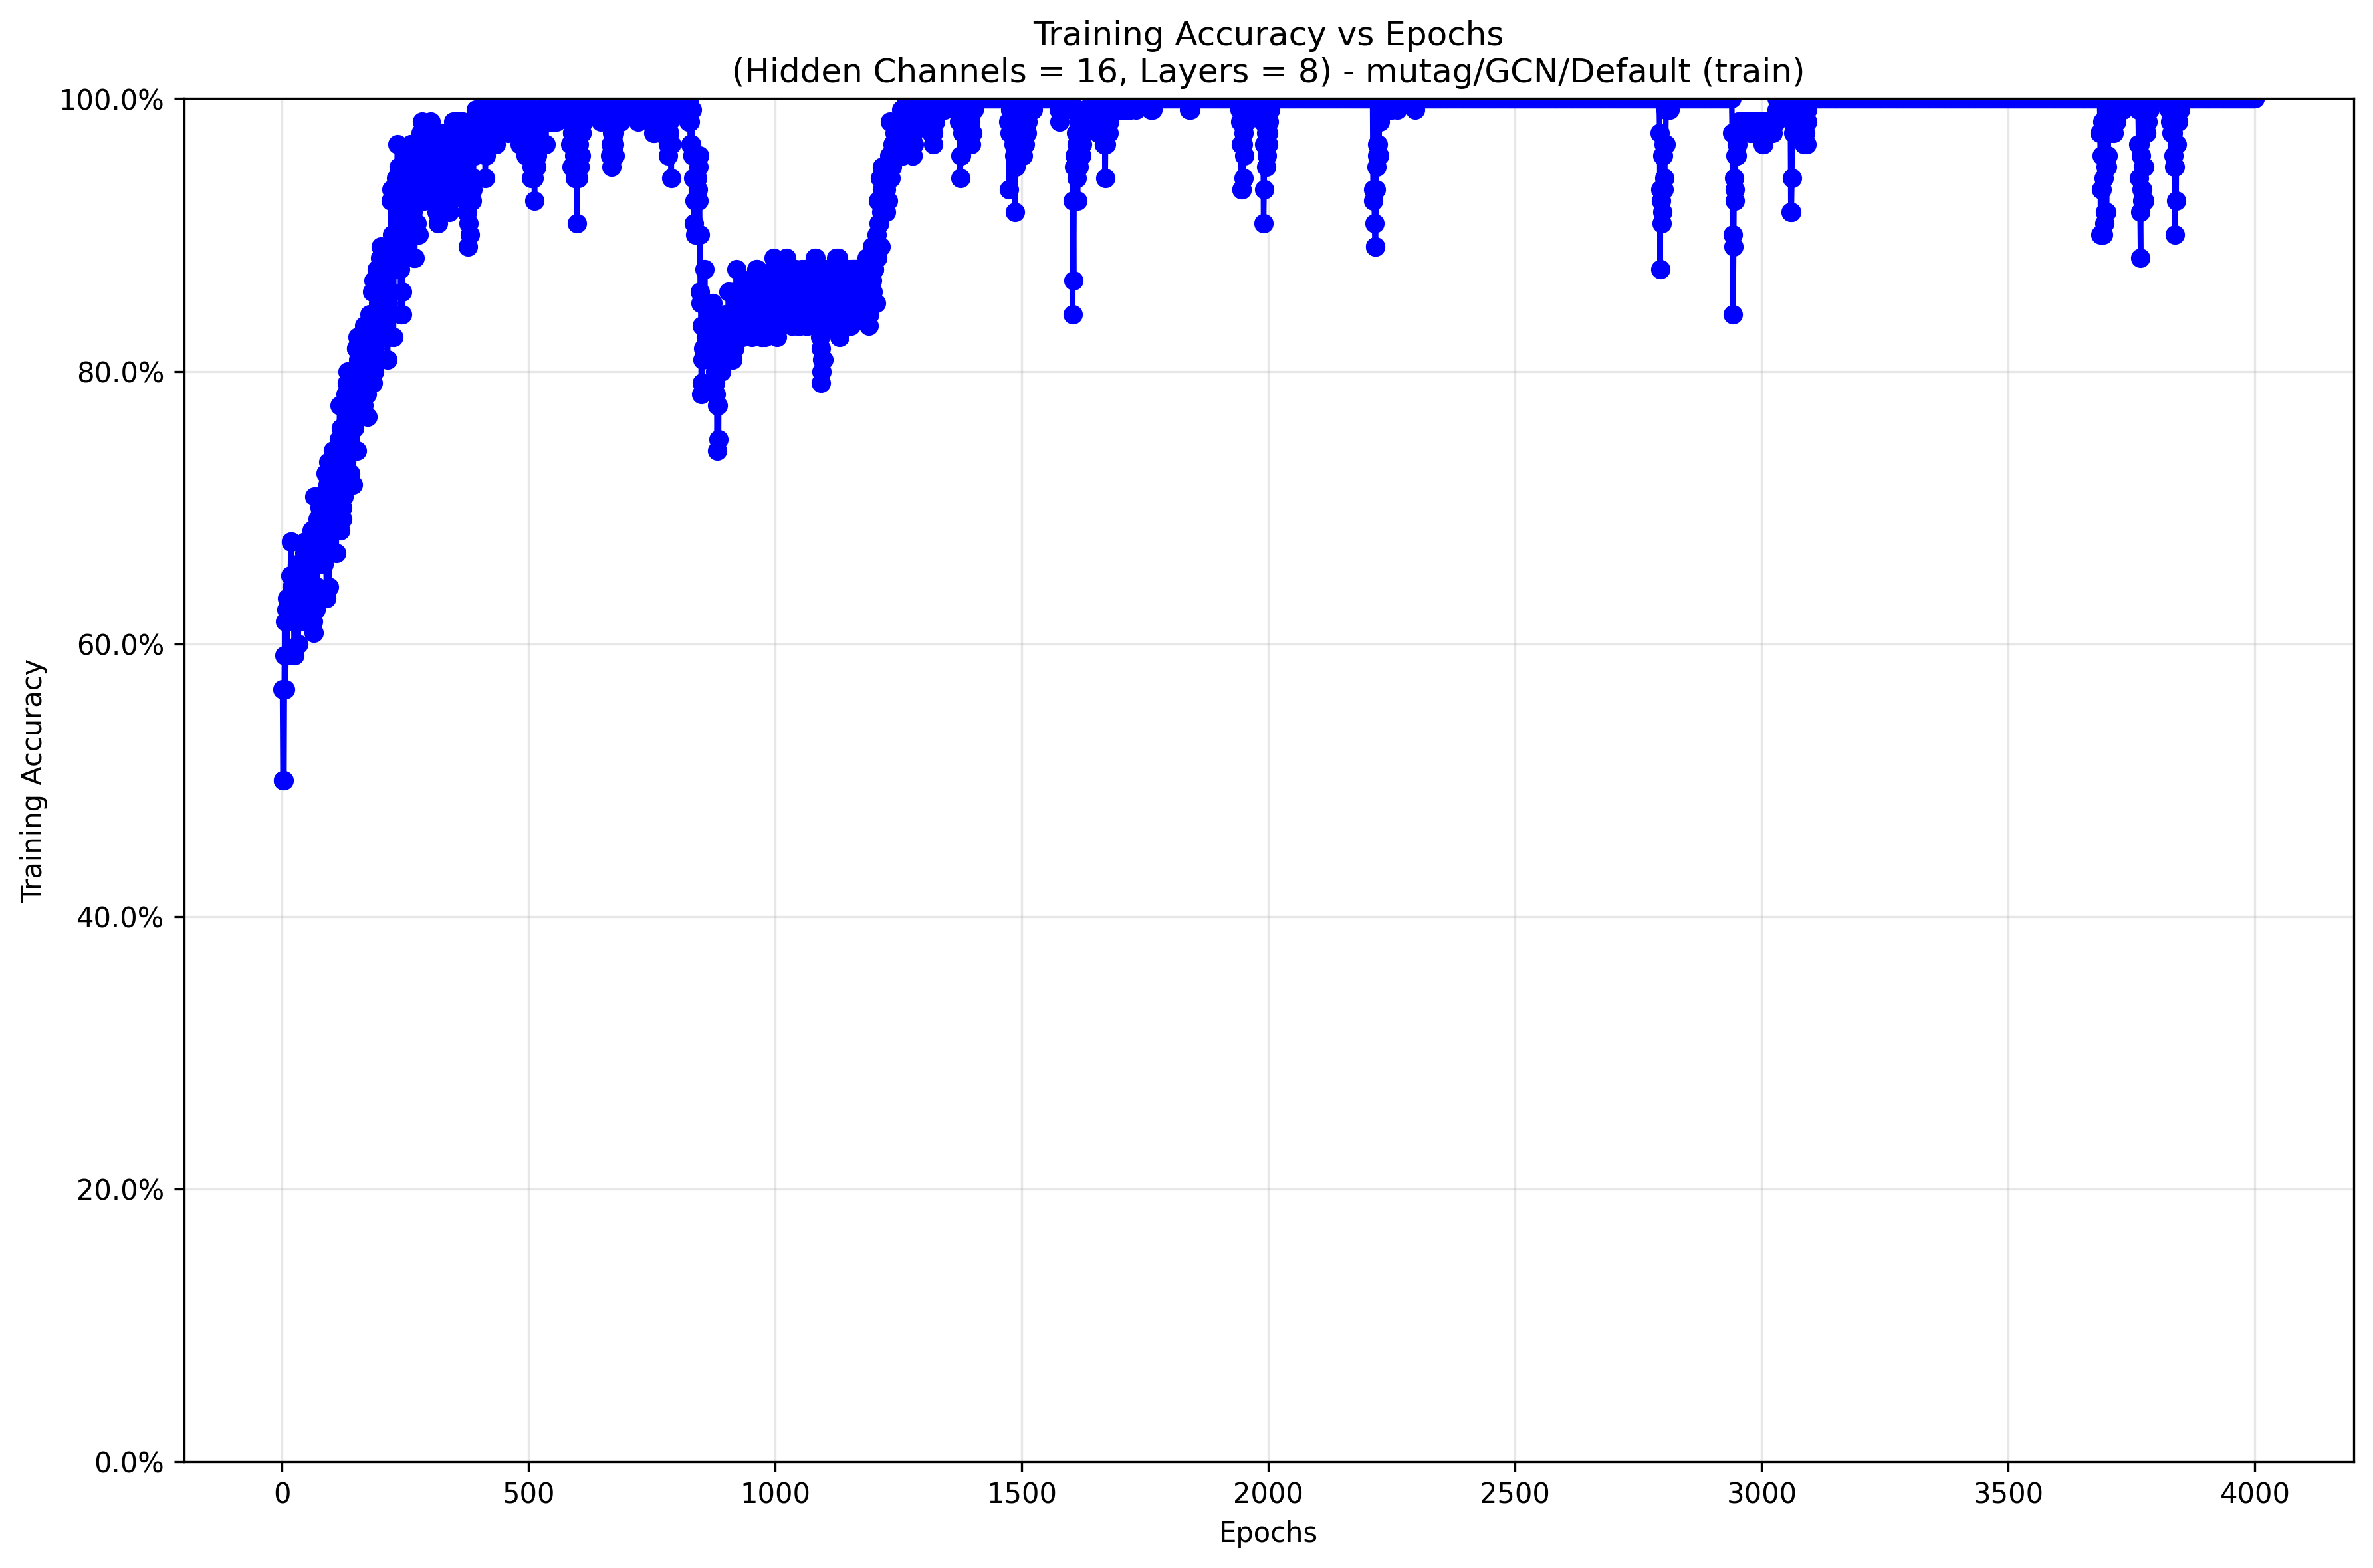 Training Accuracy vs Epochs
(Hidden Channels = 16, Layers = 8) - mutag/GCN/Default (train)
100.0%
80.0%
60.0%
40.0%
20.0%
0.0%
Training Accuracy
0 500 1000 1500 2000 2500 3000 3500 4000
Epochs